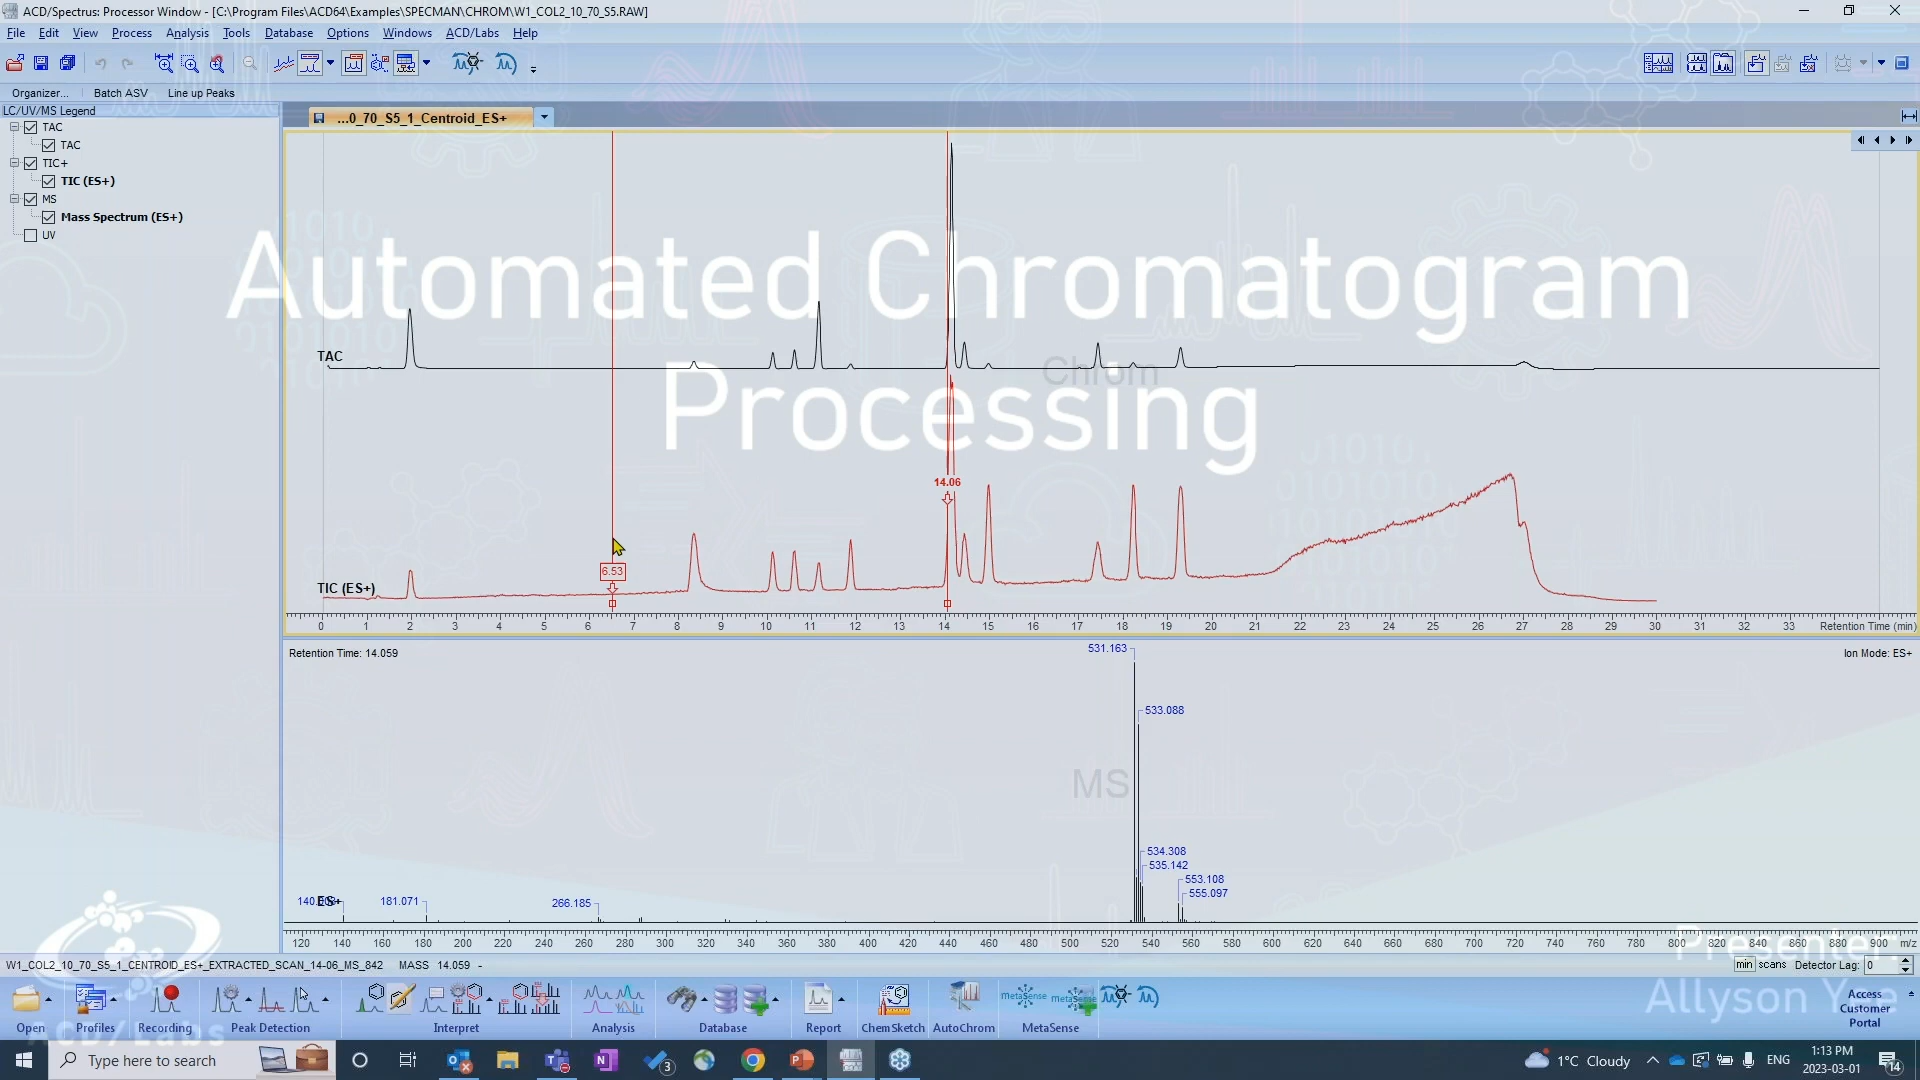 ACD/Spectrus: Processor Window - [C:\Program Files\ACD64\Examples\SPECMAN\CHROM\W1_COL2_10_70_S5.RAW]
File Edit View Process Analysis Tools Database Options Windows ACD/Labs Help
Organizer... Batch ASV Line up Peaks
LC/UV/MS Legend
TAC
TAC
TIC+
TIC (ES+)
MS
Mass Spectrum (ES+)
UV
...0_70_S5_1_Centroid_ES+
Automated Chromatogram
Processing
TAC
Chrom
14.06
6.53
TIC (ES+)
0 1 2 3 4 5 6 7 8 9 10 11 12 13 14 15 16 17 18 19 20 21 22 23 24 25 26 27 28 29 30 31 32 33 Retention Time (min)
Retention Time: 14.059
Ion Mode: ES+
531.163
533.088
MS
534.308
535.142
553.108
555.097
ES+
181.071
266.185
120 140 160 180 200 220 240 260 280 300 320 340 360 380 400 420 440 460 480 500 520 540 560 580 600 620 640 660 680 700 720 740 760 780 800 820 840 860 880 900 m/z
Presenter:
W1_COL2_10_70_S5_1_CENTROID_ES+_EXTRACTED_SCAN_14-06_MS_842 MASS 14.059 -
min scans Detector Lag: 0
Allyson Yee
Open Profiles Recording Peak Detection Interpret Analysis Database Report ChemSketch AutoChrom MetaSense
metaSense metaSense
Access
Customer
Portal
ACD/Labs
Type here to search
3
1°C Cloudy
ENG
1:13 PM
2023-03-01
14